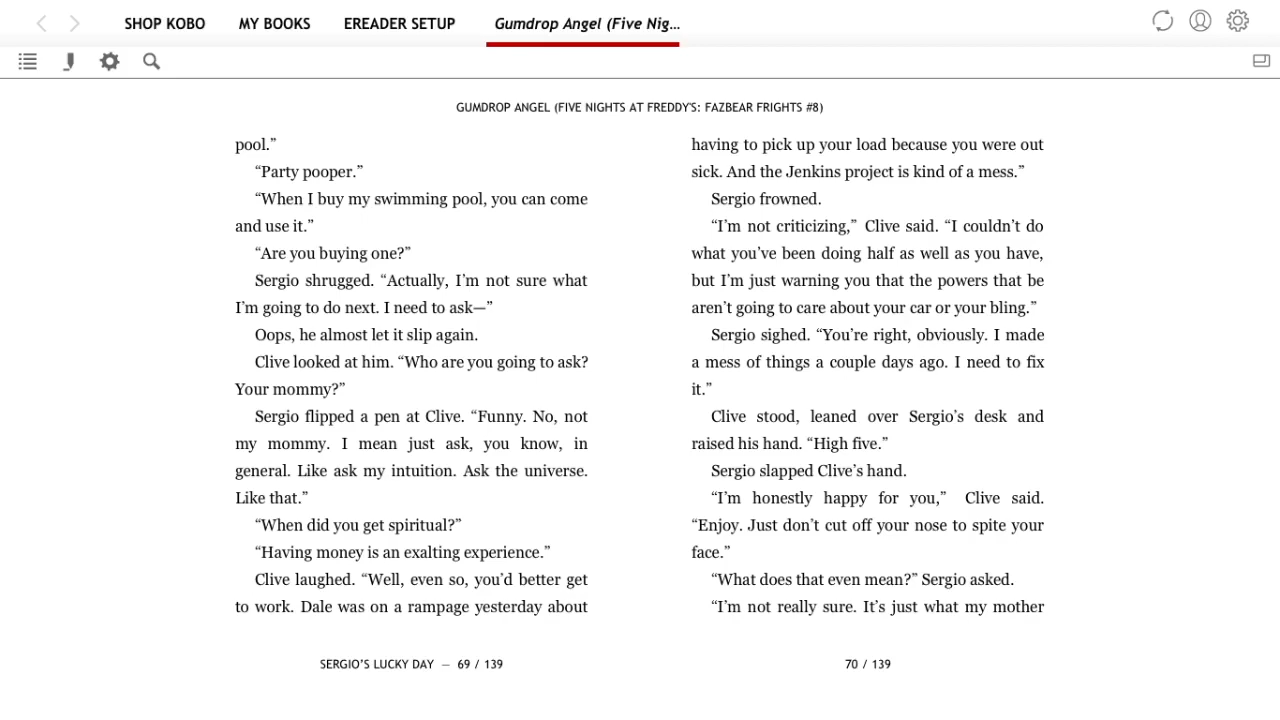 SHOP KOBO MY BOOKS EREADER SETUP Gumdrop Angel (Five Nig...
GUMDROP ANGEL (FIVE NIGHTS AT FREDDY'S: FAZBEAR FRIGHTS #8)
pool.”
“Party pooper.”
“When I buy my swimming pool, you can come
and use it.”
“Are you buying one?”
Sergio shrugged. “Actually, I’m not sure what
I’m going to do next. I need to ask—”
Oops, he almost let it slip again.
Clive looked at him. “Who are you going to ask?
Your mommy?”
Sergio flipped a pen at Clive. “Funny. No, not
my mommy. I mean just ask, you know, in
general. Like ask my intuition. Ask the universe.
Like that.”
“When did you get spiritual?”
“Having money is an exalting experience.”
Clive laughed. “Well, even so, you’d better get
to work. Dale was on a rampage yesterday about
SERGIO’S LUCKY DAY – 69 / 139
having to pick up your load because you were out
sick. And the Jenkins project is kind of a mess.”
Sergio frowned.
“I’m not criticizing,” Clive said. “I couldn’t do
what you’ve been doing half as well as you have,
but I’m just warning you that the powers that be
aren’t going to care about your car or your bling.”
Sergio sighed. “You’re right, obviously. I made
a mess of things a couple days ago. I need to fix
it.”
Clive stood, leaned over Sergio’s desk and
raised his hand. “High five.”
Sergio slapped Clive’s hand.
“I’m honestly happy for you,” Clive said.
“Enjoy. Just don’t cut off your nose to spite your
face.”
“What does that even mean?” Sergio asked.
“I’m not really sure. It’s just what my mother
70 / 139